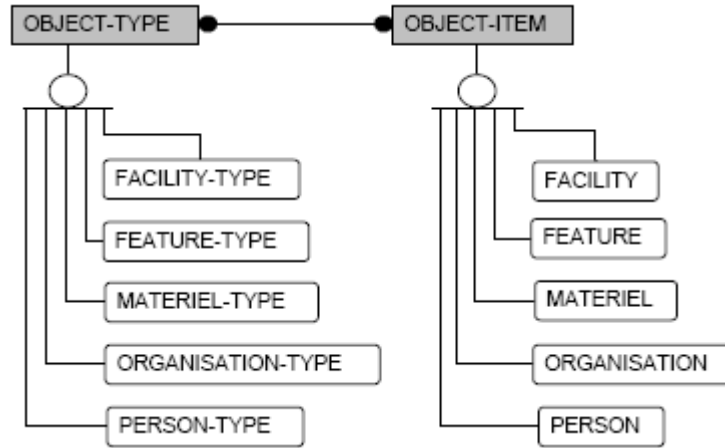 OBJECT-TYPE
OBJECT-ITEM
FACILITY-TYPE
FEATURE-TYPE
MATERIEL-TYPE
ORGANISATION-TYPE
PERSON-TYPE
FACILITY
FEATURE
MATERIEL
ORGANISATION
PERSON